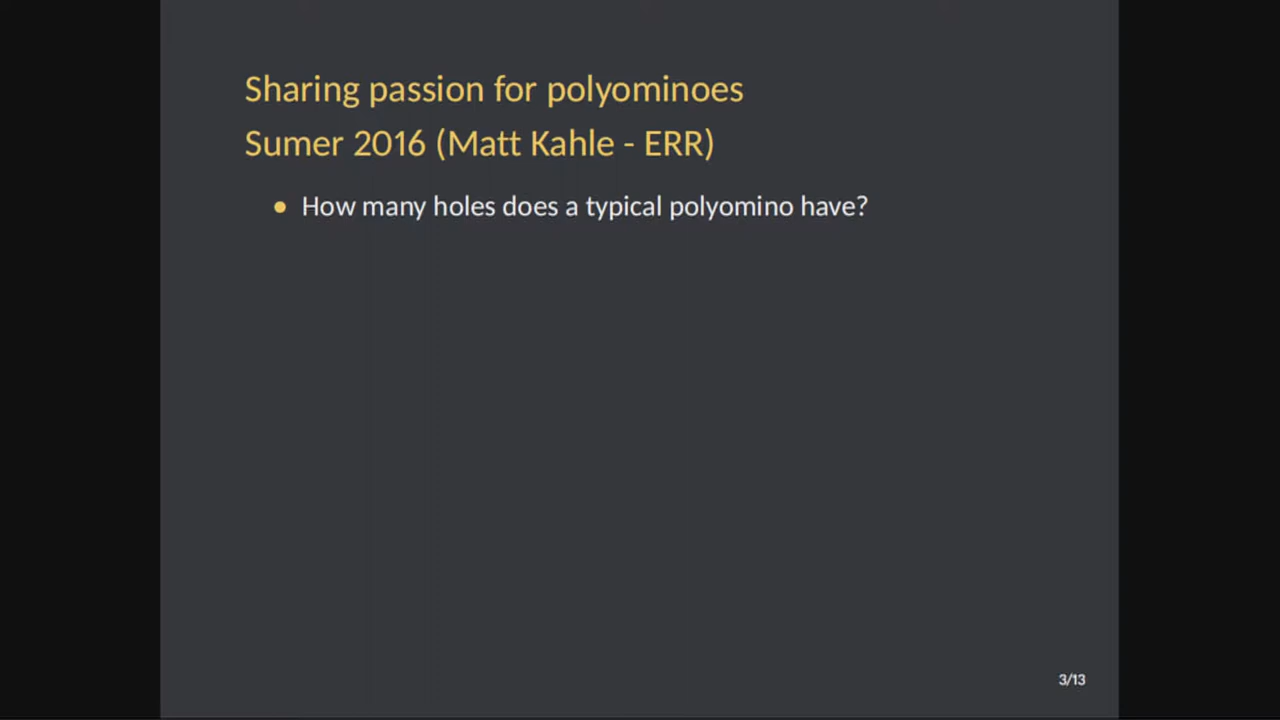 Sharing passion for polyominoes
Sumer 2016 (Matt Kahle - ERR)
• How many holes does a typical polyomino have?
3/13